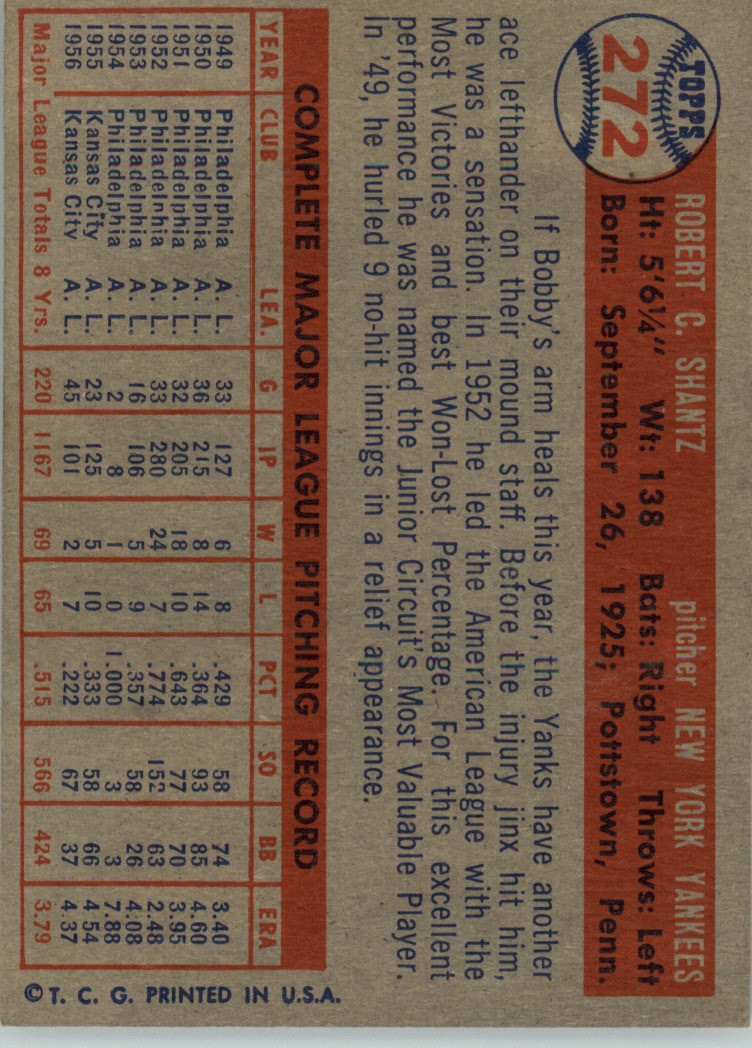 TOPPS
272
ROBERT C. SHANTZ pitcher NEW YORK YANKEES
Ht: 5'6¼" Wt: 138 Bats: Right Throws: Left
Born: September 26, 1925; Pottstown, Penn.
If Bobby's arm heals this year, the Yanks have another
ace lefthander on their mound staff. Before the injury jinx hit him,
he was a sensation. In 1952 he led the American League with the
Most Victories and best Won-Lost Percentage. For this excellent
performance he was named the Junior Circuit's Most Valuable Player.
In '49, he hurled 9 no-hit innings in a relief appearance.
COMPLETE MAJOR LEAGUE PITCHING RECORD
YEAR CLUB LEA. G IP W L PCT SO BB ERA
1949 Philadelphia A. L. 33 127 6 8 .429 58 74 3.40
1950 Philadelphia A. L. 36 215 8 14 .364 93 85 4.60
1951 Philadelphia A. L. 32 205 18 10 .643 77 70 3.95
1952 Philadelphia A. L. 33 280 24 7 .774 152 63 2.48
1953 Philadelphia A. L. 16 106 5 9 .357 58 26 4.08
1954 Philadelphia A. L. 2 8 1 0 1.000 3 3 7.88
1955 Kansas City A. L. 23 125 5 10 .333 58 66 4.54
1956 Kansas City A. L. 45 101 2 7 .222 67 37 4.37
Major League Totals 8 Yrs. 220 1167 69 65 .515 566 424 3.79
© T. C. G. PRINTED IN U.S.A.